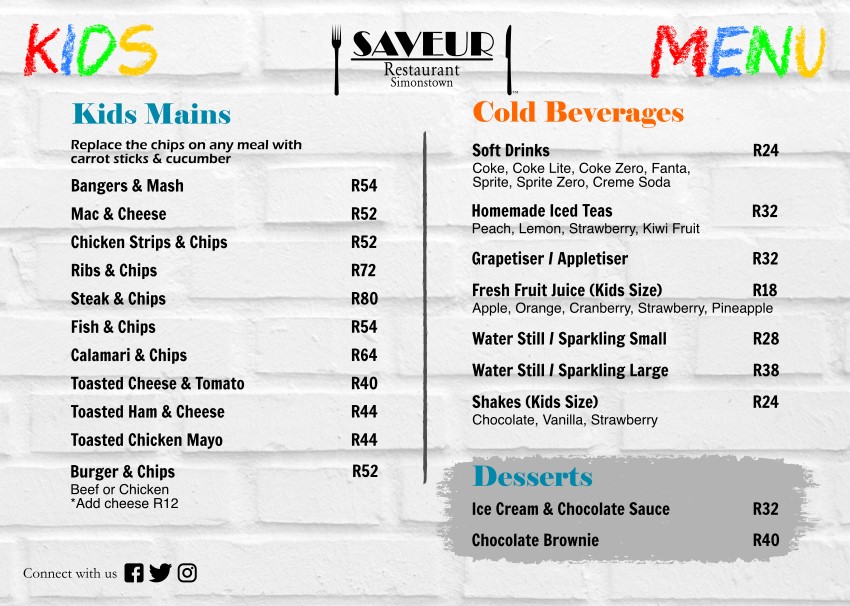 KIDS
SAVEUR
Restaurant
Simonstown
MENU
Kids Mains
Replace the chips on any meal with
carrot sticks & cucumber
Bangers & Mash R54
Mac & Cheese R52
Chicken Strips & Chips R52
Ribs & Chips R72
Steak & Chips R80
Fish & Chips R54
Calamari & Chips R64
Toasted Cheese & Tomato R40
Toasted Ham & Cheese R44
Toasted Chicken Mayo R44
Burger & Chips R52
Beef or Chicken
*Add cheese R12
Cold Beverages
Soft Drinks R24
Coke, Coke Lite, Coke Zero, Fanta,
Sprite, Sprite Zero, Creme Soda
Homemade Iced Teas R32
Peach, Lemon, Strawberry, Kiwi Fruit
Grapetiser / Appletiser R32
Fresh Fruit Juice (Kids Size) R18
Apple, Orange, Cranberry, Strawberry, Pineapple
Water Still / Sparkling Small R28
Water Still / Sparkling Large R38
Shakes (Kids Size) R24
Chocolate, Vanilla, Strawberry
Desserts
Ice Cream & Chocolate Sauce R32
Chocolate Brownie R40
Connect with us